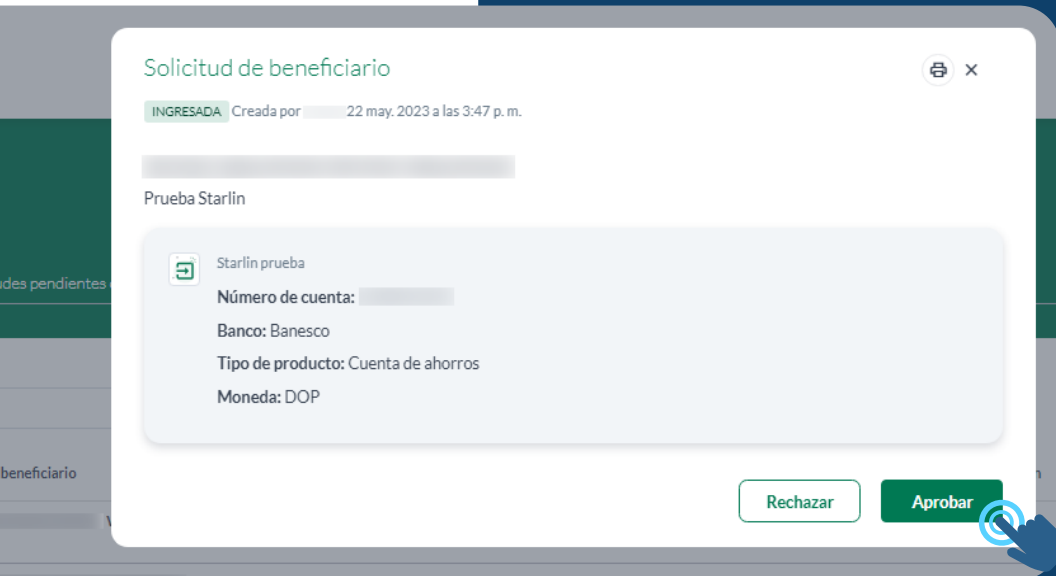 Solicitud de beneficiario
INGRESADA Creada por 22 may. 2023 a las 3:47 p. m.
Prueba Starlin
Starlin prueba
Número de cuenta:
Banco: Banesco
Tipo de producto: Cuenta de ahorros
Moneda: DOP
Rechazar Aprobar
udes pendientes
beneficiario